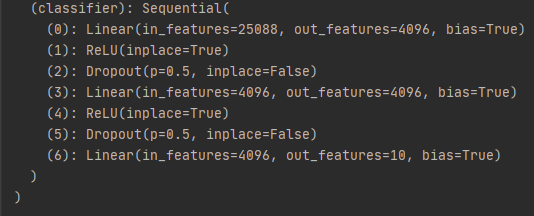 (classifier): Sequential(
(0): Linear(in_features=25088, out_features=4096, bias=True)
(1): ReLU(inplace=True)
(2): Dropout(p=0.5, inplace=False)
(3): Linear(in_features=4096, out_features=4096, bias=True)
(4): ReLU(inplace=True)
(5): Dropout(p=0.5, inplace=False)
(6): Linear(in_features=4096, out_features=10, bias=True)
)
)